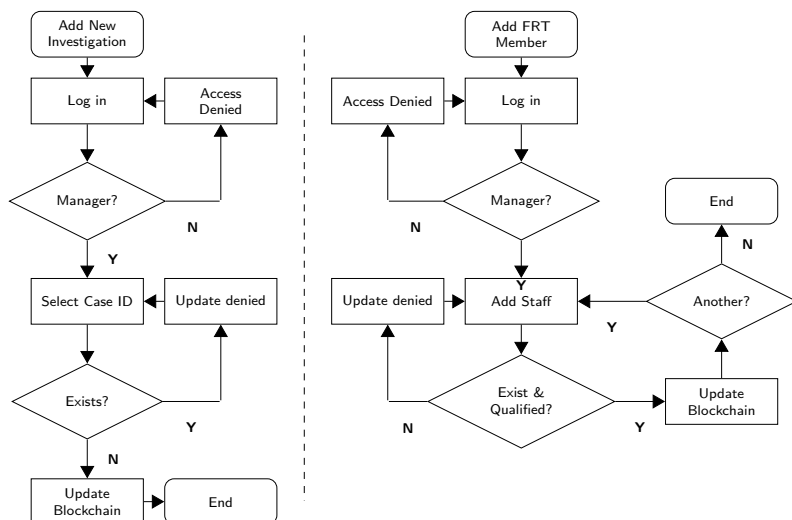 Add New
Investigation
Log in
Access
Denied
Manager?
N
Y
Select Case ID
Update denied
Exists?
Y
N
Update
Blockchain
End
Add FRT
Member
Access Denied
Log in
Manager?
N
Y
End
N
Update denied
Add Staff
Another?
Y
Exist &
Qualified?
N
Y
Update
Blockchain